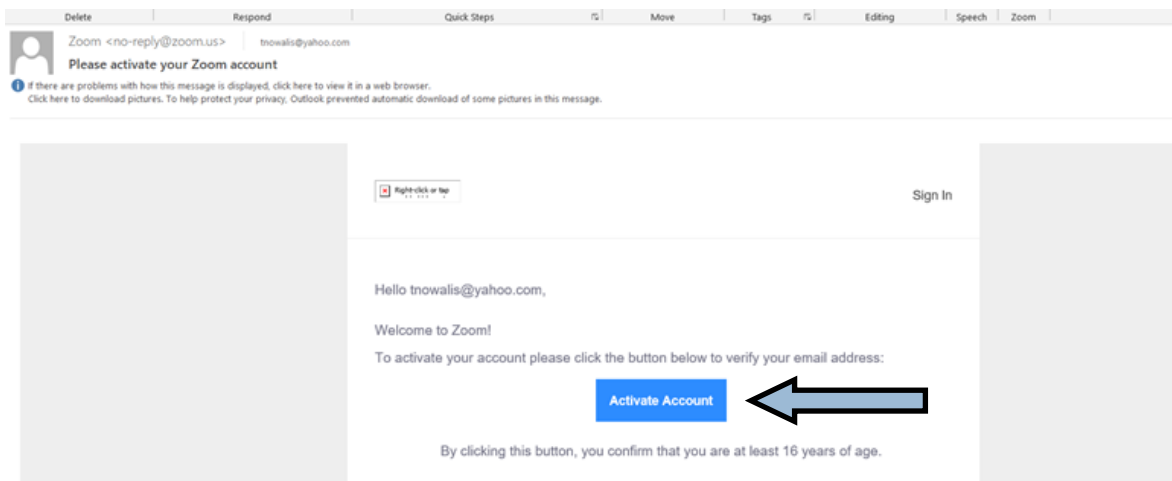 Delete Respond Quick Steps Move Tags Editing Speech Zoom
Zoom <no-reply@zoom.us> tnowalis@yahoo.com
Please activate your Zoom account
If there are problems with how this message is displayed, click here to view it in a web browser.
Click here to download pictures. To help protect your privacy, Outlook prevented automatic download of some pictures in this message.
Right-click or tap
Sign In
Hello tnowalis@yahoo.com,
Welcome to Zoom!
To activate your account please click the button below to verify your email address:
Activate Account
By clicking this button, you confirm that you are at least 16 years of age.